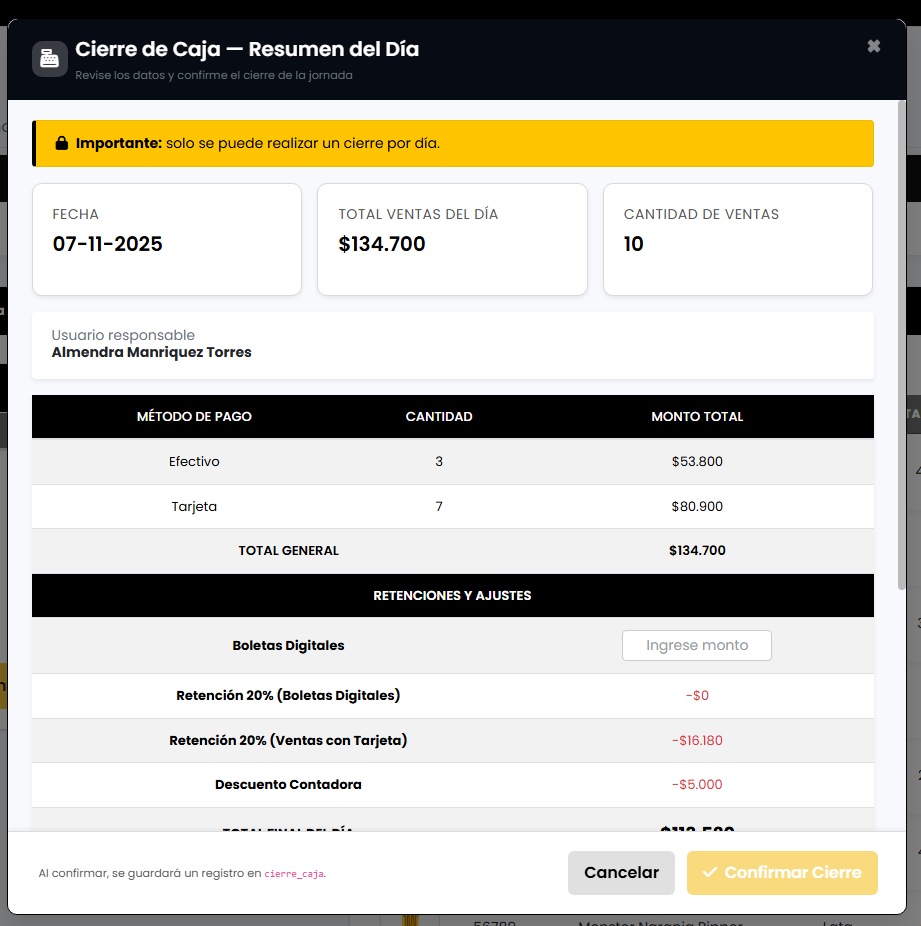 Cierre de Caja — Resumen del Día
Revise los datos y confirme el cierre de la jornada
Importante: solo se puede realizar un cierre por día.
FECHA
07-11-2025
TOTAL VENTAS DEL DÍA
$134.700
CANTIDAD DE VENTAS
10
Usuario responsable
Almendra Manriquez Torres
MÉTODO DE PAGO CANTIDAD MONTO TOTAL
Efectivo 3 $53.800
Tarjeta 7 $80.900
TOTAL GENERAL $134.700
RETENCIONES Y AJUSTES
Boletas Digitales Ingrese monto
Retención 20% (Boletas Digitales) -$0
Retención 20% (Ventas con Tarjeta) -$16.180
Descuento Contadora -$5.000
TOTAL FINAL DEL DÍA
Al confirmar, se guardará un registro en cierre_caja.
Cancelar
Confirmar Cierre